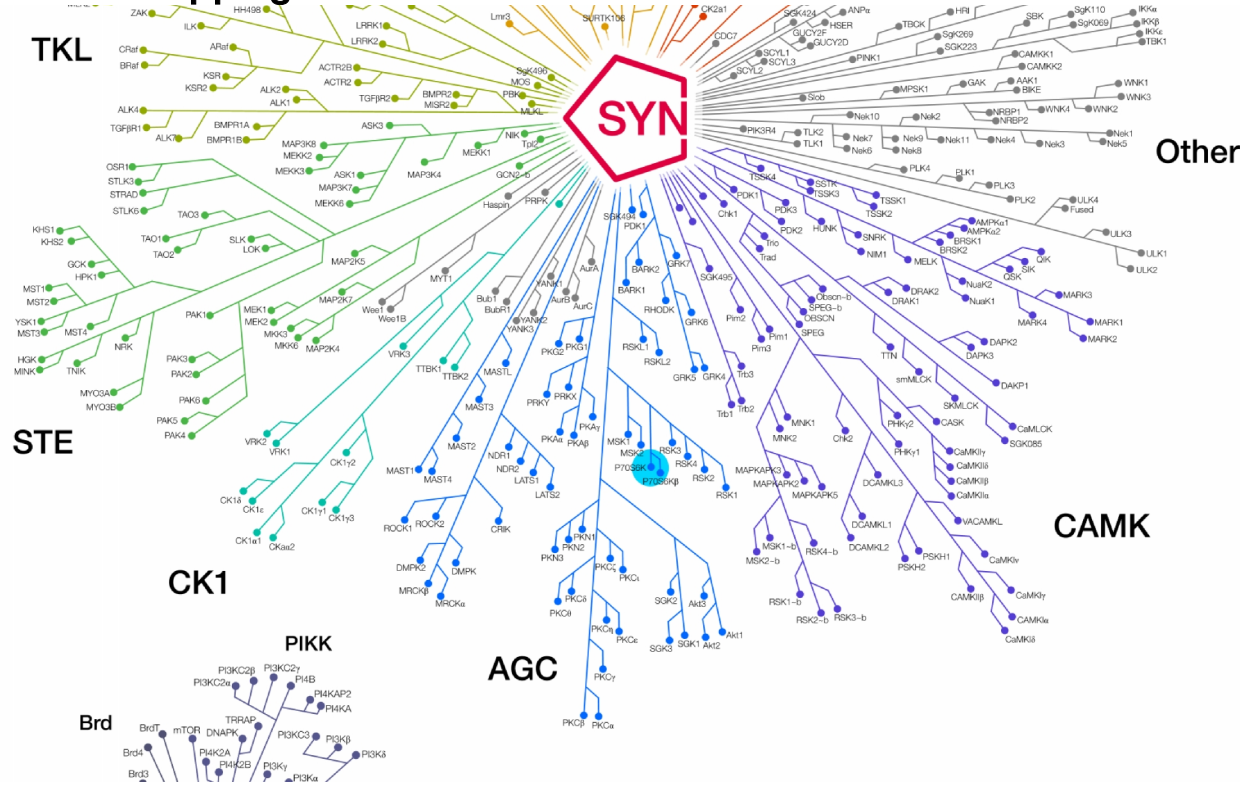 ZAK
HH498
LRRK1
Lmr3
SURTK106
CK2a1
SGK424
ANPα
HRI
SgK110
IKKα
ILK
HSER
TBCK
SBK
SgK069
IKKβ
TKL
ARaf
LRRK2
CDC7
GUCY2F
GUCY2D
SgK269
IKKε
CRaf
SGK223
TBK1
BRaf
SCYL1
SCYL3
PINK1
CAMKK1
KSR
ACTR2B
SgK496
SCYL2
CAMKK2
KSR2
ACTR2
MOS
GAK
AAK1
WNK1
ALK2
TGFβR2
BMPR2
PBK
MPSK1
BIKE
WNK3
ALK1
MISR2
MLKL
Slob
ALK4
SYN
Nek10
Nek2
NRBP1
WNK4
WNK2
TGFβR1
BMPR1A
ASK3
NRBP2
ALK7
BMPR1B
MAP3K8
NIK
PIK3R4
TLK2
Nek7
Nek9
Nek11
Nek4
Nek1
MEKK2
Tpl2
TLK1
Nek6
Nek8
Nek3
Nek5
Other
MEKK1
OSR1
MEKK3
ASK1
MAP3K4
GCN2-b
PLK4
STLK3
MAP3K7
TSSK4
SSTK
PLK1
STRAD
MEKK6
Haspin
PRPK
PDK1
TSSK3
TSSK1
PLK3
STLK6
TAO3
SGK494
Chk1
PDK3
TSSK2
PLK2
ULK4
Fused
PDK1
PDK2
HUNK
AMPKα1
KHS1
TAO1
SLK
Trio
SNRK
AMPKα2
ULK3
KHS2
LOK
BRSK1
TAO2
MAP2K5
AurA
BARK2
GRK7
Trad
NIM1
BRSK2
QIK
ULK1
GCK
MYT1
MELK
SIK
ULK2
HPK1
SGK495
QSK
MST1
YANK1
BARK1
NuaK2
MST2
MAP2K7
Bub1
AurB
Obscn-b
DRAK2
NuaK1
MARK3
PAK1
MEK1
Wee1
BubR1
AurC
RHODK
SPEG-b
DRAK1
YSK1
MEK2
Wee1B
YANK2
GRK6
Pim2
OBSCN
MARK4
MARK1
MST3
MST4
MKK3
YANK3
SPEG
NRK
MKK6
MAP2K4
PKG2
PKG1
RSKL1
Pim1
DAPK2
MARK2
VRK3
Pim3
TTN
DAPK3
HGK
PAK3
RSKL2
MINK
TNIK
PAK2
TTBK1
TTBK2
MASTL
GRK5
GRK4
Trb3
smMLCK
DAKP1
MYO3A
PRKY
PRKX
MYO3B
PAK6
MAST3
Trb1
Trb2
SKMLCK
PAK5
MNK1
PHKγ2
CASK
CaMLCK
PAK4
PKAγ
MNK2
Chk2
STE
VRK2
MAST2
PKAα
PKAβ
MSK1
RSK3
SGK085
VRK1
NDR1
MSK2
PHKγ1
CaMKIIγ
CK1γ2
NDR2
P70S6K
RSK4
MAPKAPK3
CaMKIIδ
MAST1
MAST4
LATS1
P70S6Kβ
RSK2
MAPKAPK2
DCAMKL3
CaMKIIβ
CK1δ
LATS2
RSK1
MAPKAPK5
CaMKIIα
CK1ε
CK1γ1
CK1γ3
ROCK1
ROCK2
CRIK
DCAMKL1
VACAMKL
CAMK
CK1α1
CKaα2
PKN1
MSK1-b
RSK4-b
DCAMKL2
PKN3
PKN2
MSK2-b
PSKH1
CaMKIv
DMPK2
DMPK
PKCζ
PKCι
PSKH2
CK1
MRCKβ
PKCδ
SGK2
Akt3
RSK1-b
CAMKIIβ
CaMKIγ
MRCKα
PKCθ
RSK2-b
RSK3-b
CAMKIα
PKCη
PKCε
Akt1
CaMKIδ
PIKK
SGK3
SGK1
Akt2
AGC
PI3KC2β
PI3KC2γ
PI3KC2α
PI4B
PKCγ
PI4KAP2
PI4KA
Brd
TRRAP
PKCβ
PKCα
BrdT
mTOR
DNAPK
PI3KC3
PI3Kβ
Brd4
PI4K2A
PI3Kδ
PI4K2B
PI3Kγ
Brd3
PI3Kα